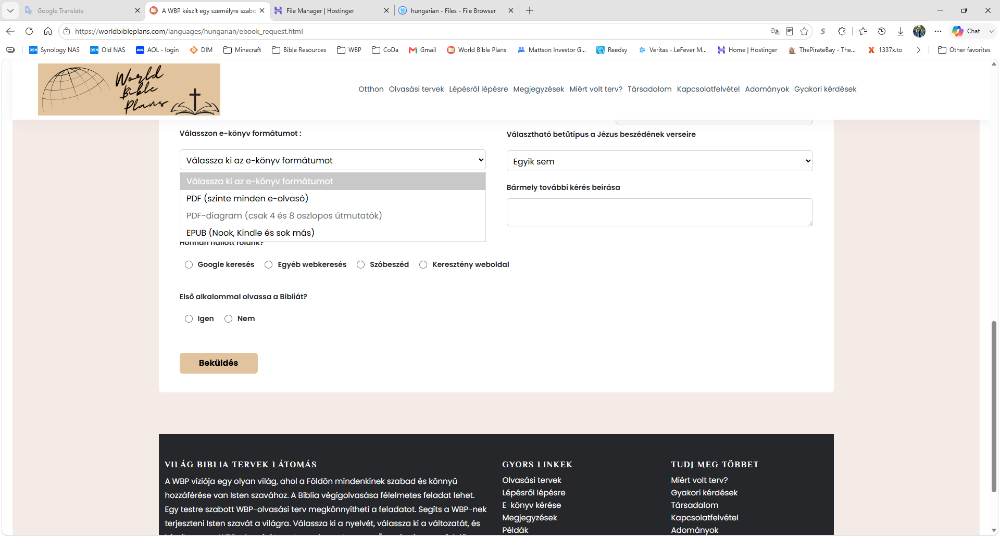 Google Translate
A WBP készít egy személyre szabo
File Manager | Hostinger
hungarian - Files - File Browser
https://worldbibleplans.com/languages/hungarian/ebook_request.html
Chat
Synology NAS
Old NAS
AOL - login
DIM
Minecraft
Bible Resources
WBP
CoDa
Gmail
World Bible Plans
Mattson Investor G...
Reedsy
Veritas - LeFever M...
Home | Hostinger
ThePirateBay - The...
1337x.to
Other favorites
World
Bible
Plans
Otthon
Olvasási tervek
Lépésről lépésre
Megjegyzések
Miért volt terv?
Társadalom
Kapcsolatfelvétel
Adományok
Gyakori kérdések
Válasszon e-könyv formátumot :
Válassza ki az e-könyv formátumot
Válassza ki az e-könyv formátumot
PDF (szinte minden e-olvasó)
PDF-diagram (csak 4 és 8 oszlopos útmutatók)
EPUB (Nook, Kindle és sok más)
Választható betűtípus a Jézus beszédének verseire
Egyik sem
Bármely további kérés beírása
Honnan hallott rólunk?
Google keresés
Egyéb webkeresés
Szóbeszéd
Keresztény weboldal
Első alkalommal olvassa a Bibliát?
Igen
Nem
Beküldés
VILÁG BIBLIA TERVEK LÁTOMÁS
A WBP víziója egy olyan világ, ahol a Földön mindenkinek szabad és könnyű
hozzáférése van Isten szavához. A Biblia végigolvasása félelmetes feladat lehet.
Egy testre szabott WBP-olvasási terv megkönnyítheti a feladatot. Segíts a WBP-nek
terjeszteni Isten szavát a világra. Válassza ki a nyelvét, válassza ki a változatát, és
GYORS LINKEK
Olvasási tervek
Lépésről lépésre
E-könyv kérése
Megjegyzések
Példák
TUDJ MEG TÖBBET
Miért volt terv?
Gyakori kérdések
Társadalom
Kapcsolatfelvétel
Adományok